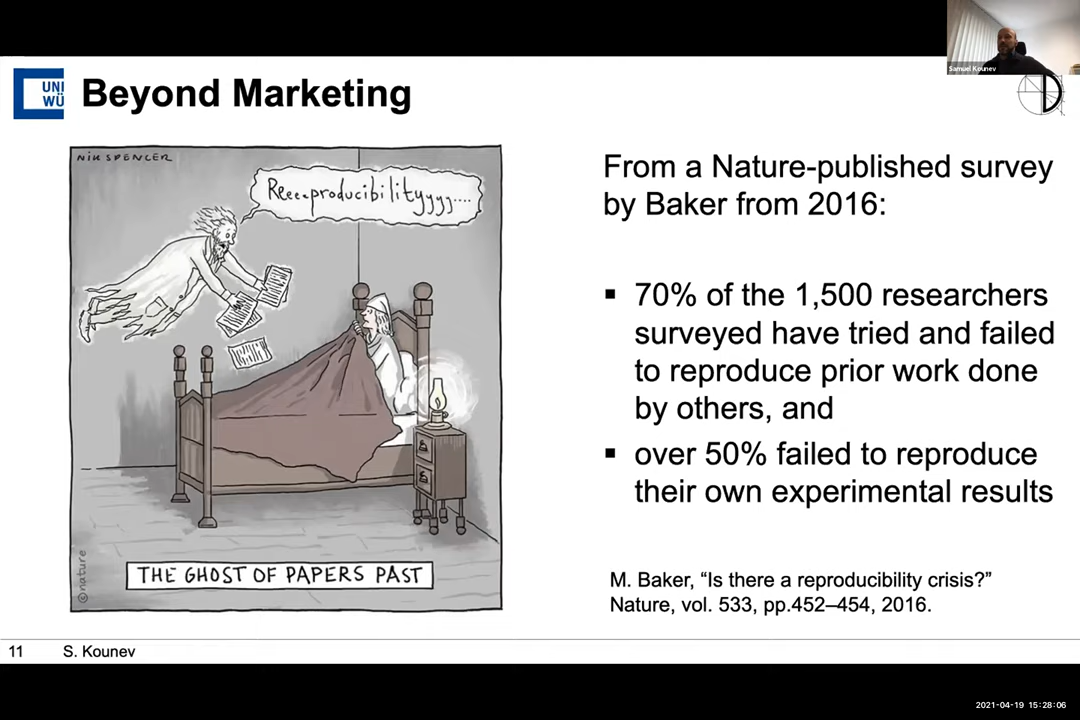 Samuel Kounev
UNI
WÜ
Beyond Marketing
NIK SPENCER
Reeee.producibilityyyy....
THE GHOST OF PAPERS PAST
©nature
From a Nature-published survey
by Baker from 2016:
▪ 70% of the 1,500 researchers
surveyed have tried and failed
to reproduce prior work done
by others, and
▪ over 50% failed to reproduce
their own experimental results
M. Baker, “Is there a reproducibility crisis?”
Nature, vol. 533, pp.452–454, 2016.
11 S. Kounev
2021-04-19 15:28:06